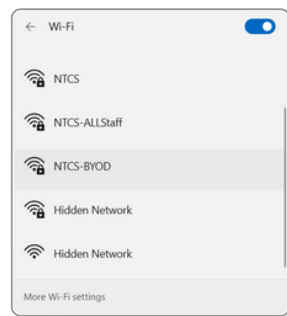 Wi-Fi
NTCS
NTCS-ALLStaff
NTCS-BYOD
Hidden Network
Hidden Network
More Wi-Fi settings